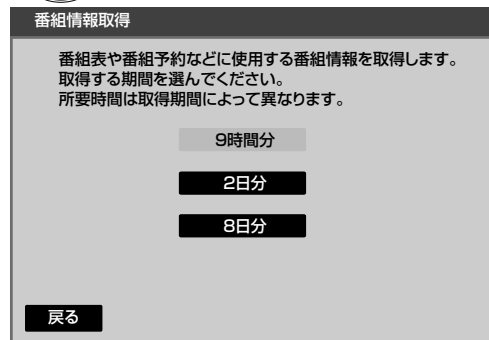 番組情報取得
番組表や番組予約などに使用する番組情報を取得します。
取得する期間を選んでください。
所要時間は取得期間によって異なります。
9時間分
2日分
8日分
戻る